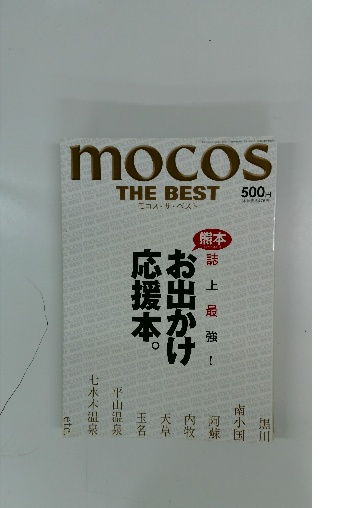 mocos
THE BEST
モコス・ザ・ベスト
500円
熊本
誌上最強!
お出かけ
応援本。
黒川
南小国
阿蘇
内牧
天草
玉名
平山温泉
七水木温泉
etc.